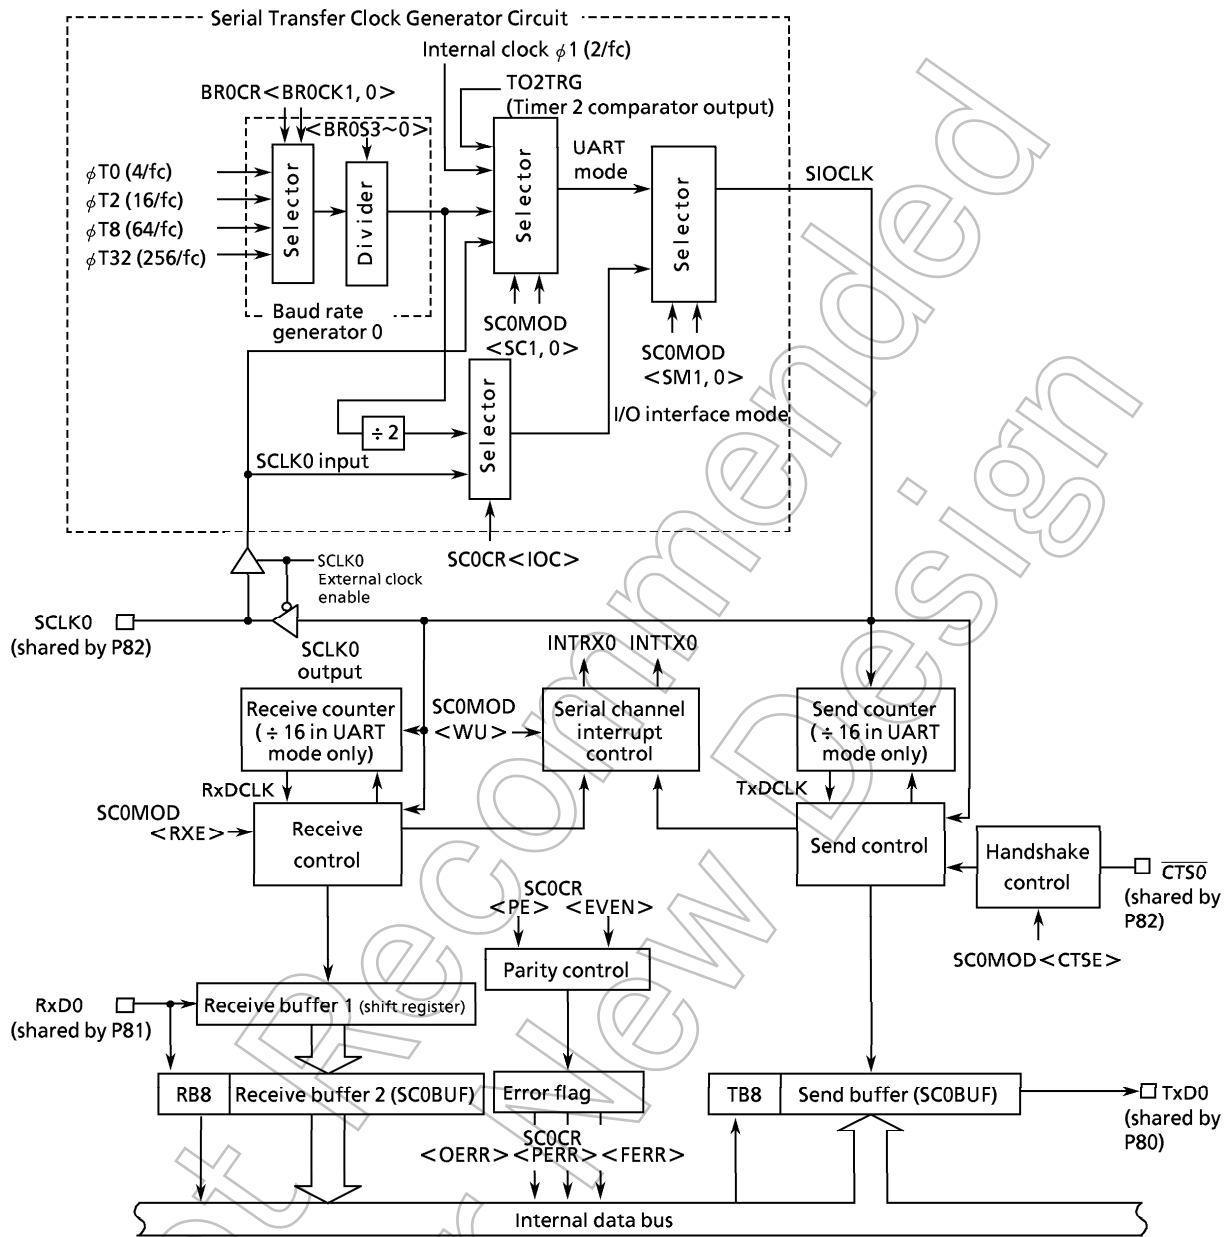 Serial Transfer Clock Generator Circuit
Internal clock φ1 (2/fc)
TO2TRG
(Timer 2 comparator output)
BR0CR<BR0CK1, 0>
<BR0S3~0>
UART
mode
SIOCLK
φT0 (4/fc)
φT2 (16/fc)
φT8 (64/fc)
φT32 (256/fc)
Selector
Divider
Selector
Selector
Baud rate
generator 0
SC0MOD
<SC1, 0>
SC0MOD
<SM1, 0>
I/O interface mode
÷ 2
Selector
SCLK0 input
SC0CR<IOC>
SCLK0
External clock
enable
SCLK0
(shared by P82)
SCLK0
output
INTRX0 INTTX0
Receive counter
(÷ 16 in UART
mode only)
SC0MOD
<WU>
Serial channel
interrupt
control
Send counter
(÷ 16 in UART
mode only)
RxDCLK
TxDCLK
SC0MOD
<RXE>
Receive
control
Send control
Handshake
control
CTS0
(shared by
P82)
SC0MOD<CTSE>
SC0CR
<PE> <EVEN>
Parity control
RxD0
(shared by P81)
Receive buffer 1 (shift register)
RB8 Receive buffer 2 (SC0BUF)
Error flag
TB8 Send buffer (SC0BUF)
TxD0
(shared by
P80)
SC0CR
<OERR> <PERR> <FERR>
Internal data bus
Not Recommended
for New Design